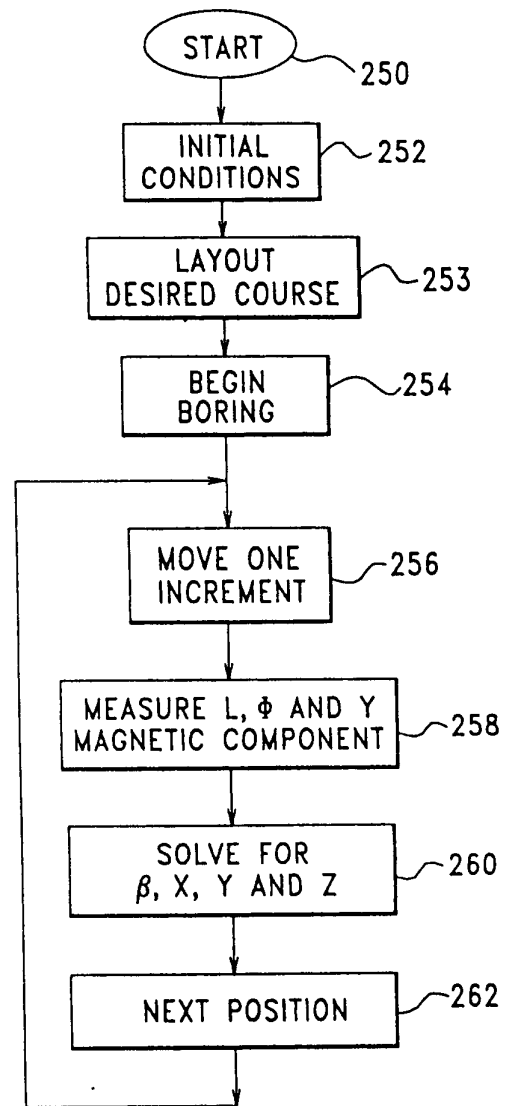 START
250
INITIAL
CONDITIONS
252
LAYOUT
DESIRED COURSE
253
BEGIN
BORING
254
MOVE ONE
INCREMENT
256
MEASURE L, Φ AND Y
MAGNETIC COMPONENT
258
SOLVE FOR
β, X, Y AND Z
260
NEXT POSITION
262